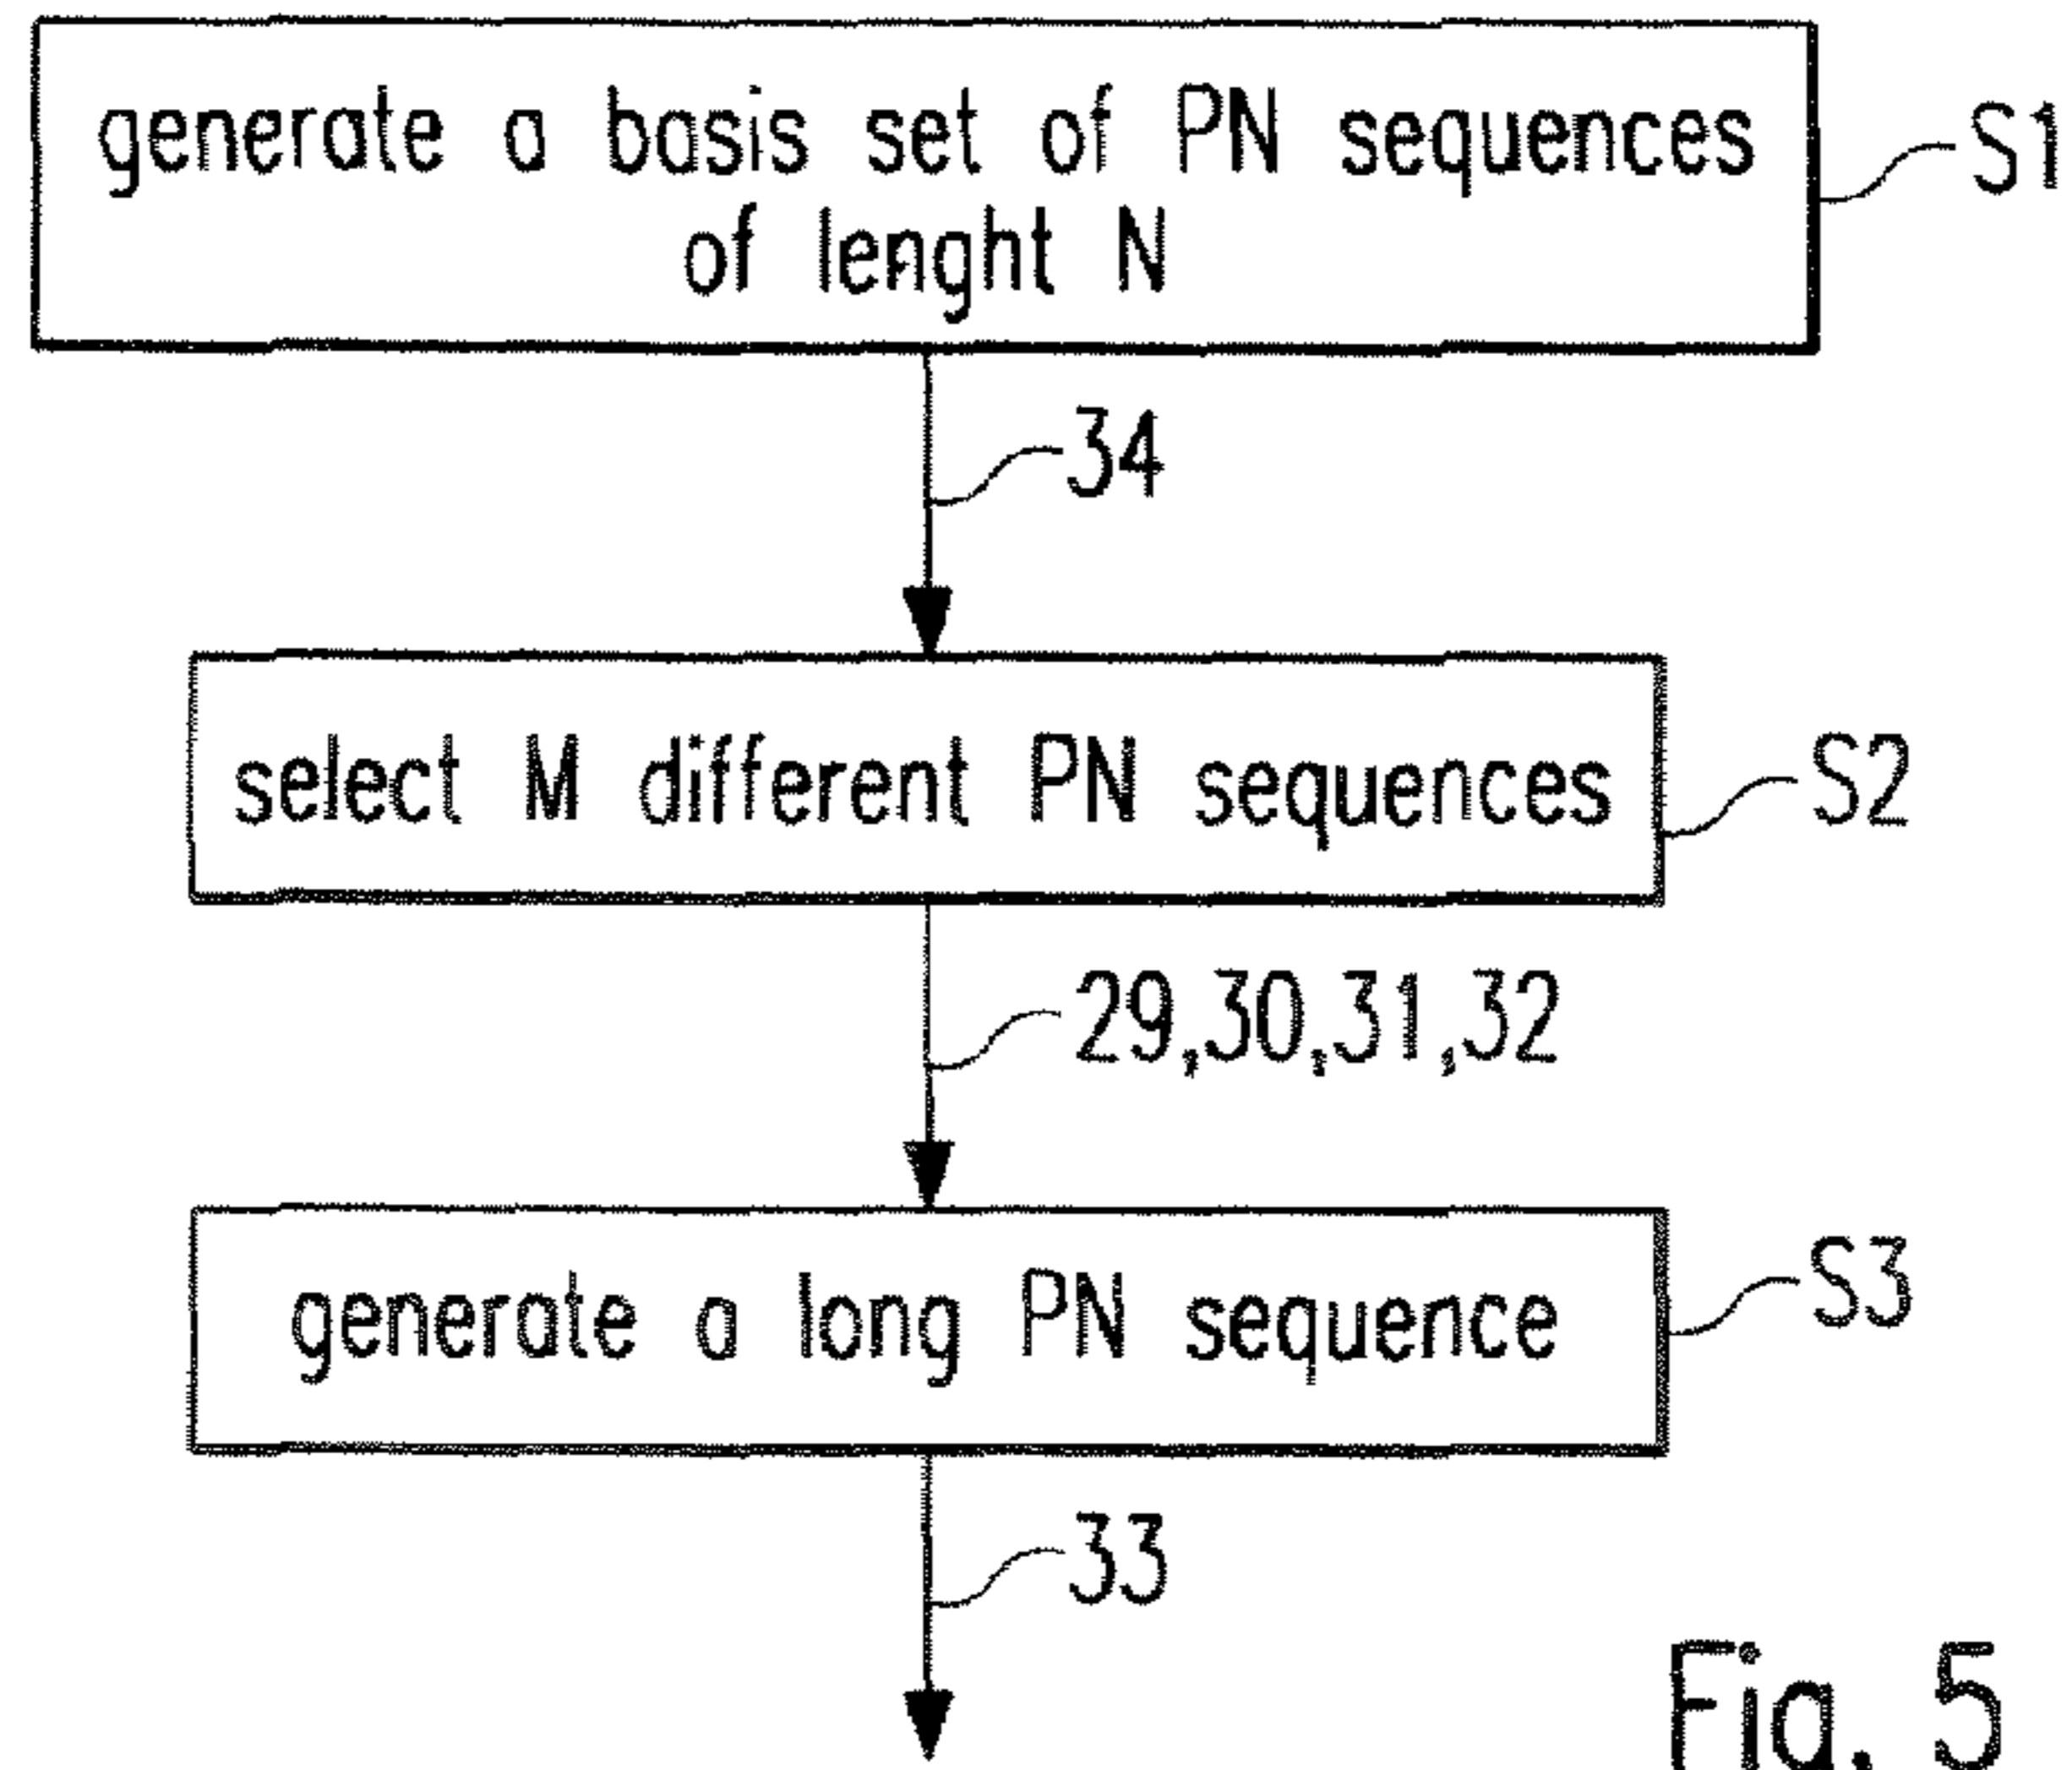 generate a basis set of PN sequences
of lenght N
S1
34
select M different PN sequences
S2
29,30,31,32
generate a long PN sequence
S3
33
Fig. 5